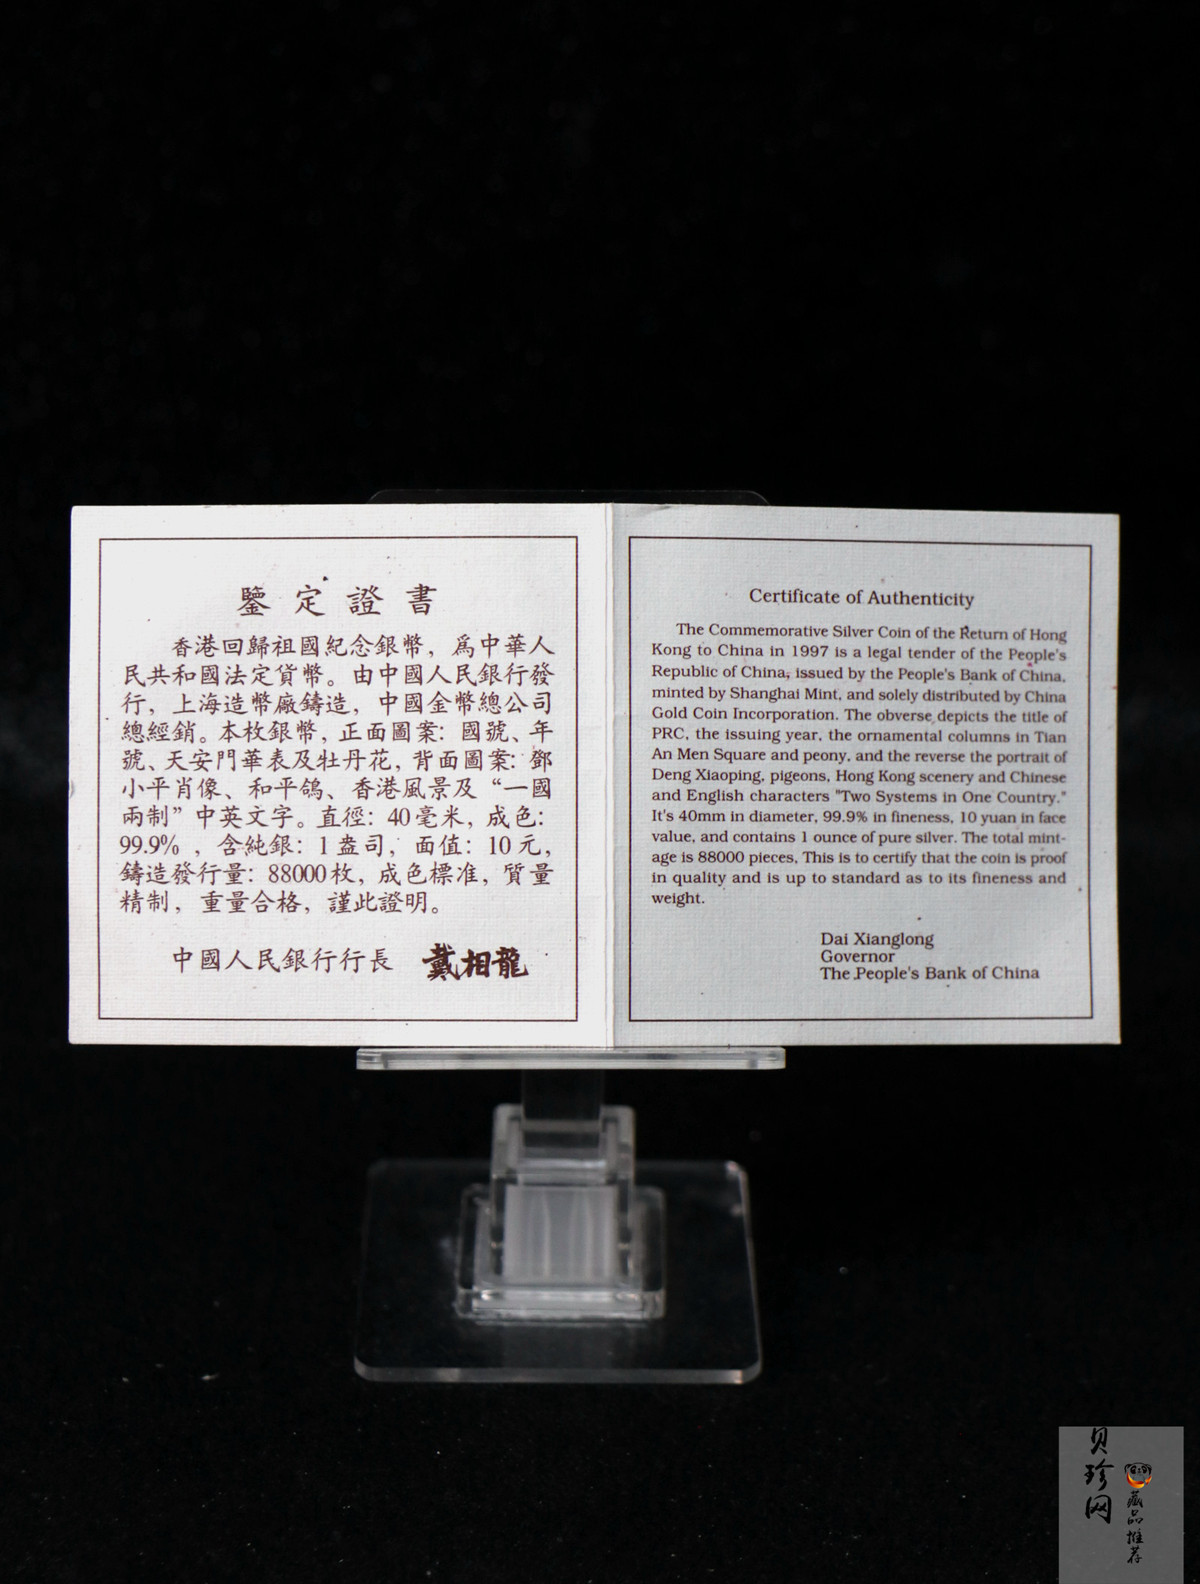 鑒定證書
香港回歸祖國紀念銀幣，爲中華人
民共和國法定貨幣。由中國人民銀行發
行，上海造幣廠鑄造，中國金幣總公司
總經銷。本枚銀幣，正面圖案：國號、年
號、天安門華表及牡丹花，背面圖案：鄧
小平肖像、和平鴿、香港風景及“一國
兩制”中英文字。直徑：40毫米，成色：
99.9%，含純銀：1盎司，面值：10元，
鑄造發行量：88000枚，成色標准，質量
精制，重量合格，謹此證明。
中國人民銀行行長 戴相龍
Certificate of Authenticity
The Commemorative Silver Coin of the Return of Hong
Kong to China in 1997 is a legal tender of the People's
Republic of China, issued by the People's Bank of China,
minted by Shanghai Mint, and solely distributed by China
Gold Coin Incorporation. The obverse depicts the title of
PRC, the issuing year, the ornamental columns in Tian
An Men Square and peony, and the reverse the portrait of
Deng Xiaoping, pigeons, Hong Kong scenery and Chinese
and English characters "Two Systems in One Country."
It's 40mm in diameter, 99.9% in fineness, 10 yuan in face
value, and contains 1 ounce of pure silver. The total mint-
age is 88000 pieces, This is to certify that the coin is proof
in quality and is up to standard as to its fineness and
weight.
Dai Xianglong
Governor
The People's Bank of China
贝珍网
藏品推荐